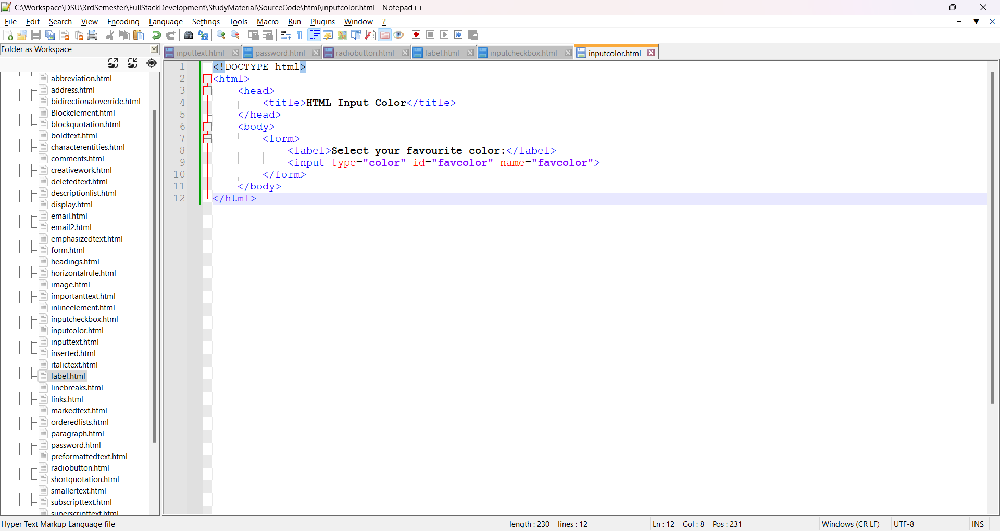 C:\Workspace\DSU\3rdSemester\FullStackDevelopment\StudyMaterial\SourceCode\html\inputcolor.html - Notepad++
File Edit Search View Encoding Language Settings Tools Macro Run Plugins Window ?
Folder as Workspace
inputtext.html password.html radiobutton.html label.html inputcheckbox.html inputcolor.html
abbreviation.html
address.html
bidirectionaloverride.html
Blockelement.html
blockquotation.html
boldtext.html
characterentities.html
comments.html
creativework.html
deletedtext.html
descriptionlist.html
display.html
email.html
email2.html
emphasizedtext.html
form.html
headings.html
horizontalrule.html
image.html
importanttext.html
inlineelement.html
inputcheckbox.html
inputcolor.html
inputtext.html
inserted.html
italictext.html
label.html
linebreaks.html
links.html
markedtext.html
orderedlists.html
paragraph.html
password.html
preformattedtext.html
radiobutton.html
shortquotation.html
smallertext.html
subscripttext.html
superscripttext.html
1 <!DOCTYPE html>
2 <html>
3 <head>
4 <title>HTML Input Color</title>
5 </head>
6 <body>
7 <form>
8 <label>Select your favourite color:</label>
9 <input type="color" id="favcolor" name="favcolor">
10 </form>
11 </body>
12 </html>
Hyper Text Markup Language file length : 230 lines : 12 Ln : 12 Col : 8 Pos : 231 Windows (CR LF) UTF-8 INS